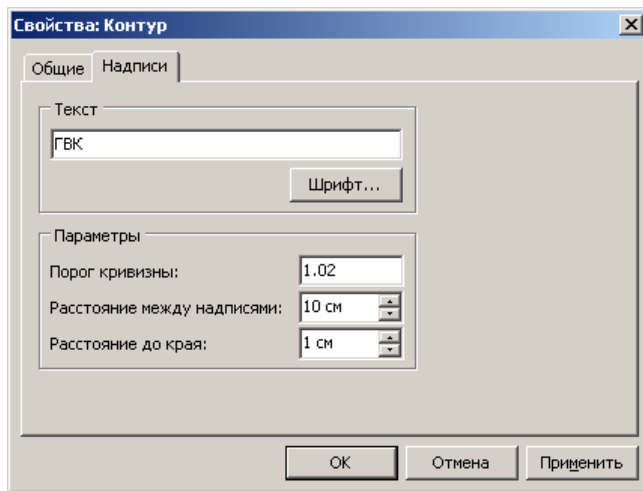 Свойства: Контур
Общие Надписи
Текст
ГВК
Шрифт...
Параметры
Порог кривизны: 1.02
Расстояние между надписями: 10 см
Расстояние до края: 1 см
OK Отмена Применить